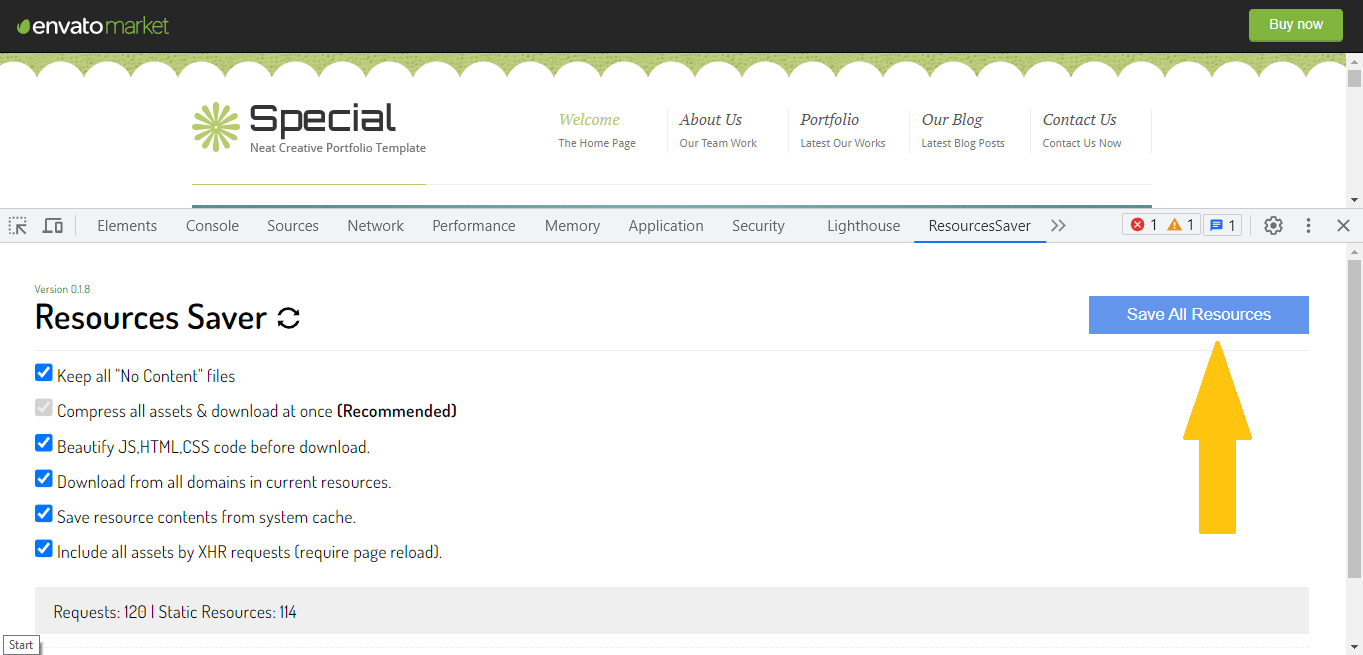 envatomarket
Buy now
Special
Neat Creative Portfolio Template
Welcome
The Home Page
About Us
Our Team Work
Portfolio
Latest Our Works
Our Blog
Latest Blog Posts
Contact Us
Contact Us Now
Elements Console Sources Network Performance Memory Application Security Lighthouse ResourcesSaver 1 1 1
Version 0.1.8
Resources Saver
Save All Resources
Keep all "No Content" files
Compress all assets & download at once (Recommended)
Beautify JS,HTML,CSS code before download.
Download from all domains in current resources.
Save resource contents from system cache.
Include all assets by XHR requests (require page reload).
Requests: 120 | Static Resources: 114
Start